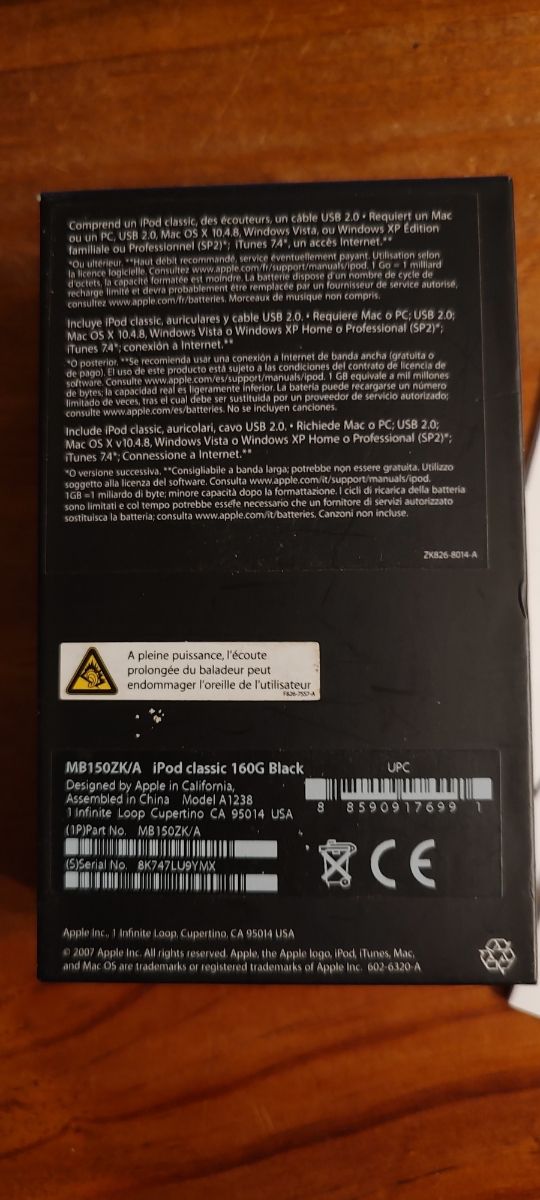 Comprend un iPod classic, des écouteurs, un câble USB 2.0 • Requiert un Mac
ou un PC, USB 2.0, Mac OS X 10.4.8, Windows Vista, ou Windows XP Édition
familiale ou Professionnel (SP2)*; iTunes 7.4*, un accès Internet.**
*Ou ultérieur. **Haut débit recommandé, service éventuellement payant. Utilisation selon
la licence logicielle. Consultez www.apple.com/fr/support/manuals/ipod. 1 Go = 1 milliard
d'octets, la capacité formatée est moindre. La batterie dispose d'un nombre de cycle de
recharge limité et devra probablement être remplacée par un fournisseur de service autorisé,
consultez www.apple.com/fr/batteries. Morceaux de musique non compris.
Incluye iPod classic, auriculares y cable USB 2.0. • Requiere Mac o PC; USB 2.0;
Mac OS X 10.4.8, Windows Vista o Windows XP Home o Professional (SP2)*;
iTunes 7.4*; conexión a Internet.**
*O posterior. **Se recomienda usar una conexión a Internet de banda ancha (gratuita o
de pago). El uso de este producto está sujeto a las condiciones del contrato de licencia de
software. Consulte www.apple.com/es/support/manuals/ipod. 1 GB equivale a mil millones
de bytes; la capacidad real es ligeramente inferior. La batería puede recargarse un número
limitado de veces, tras el cual debe ser sustituida por un proveedor de servicio autorizado;
consulte www.apple.com/es/batteries. No se incluyen canciones.
Include iPod classic, auricolari, cavo USB 2.0. • Richiede Mac o PC; USB 2.0;
Mac OS X v10.4.8, Windows Vista o Windows XP Home o Professional (SP2)*;
iTunes 7.4*; Connessione a Internet.**
*O versione successiva. **Consigliabile a banda larga; potrebbe non essere gratuita. Utilizzo
soggetto alla licenza del software. Consulta www.apple.com/it/support/manuals/ipod.
1GB =1 miliardo di byte; minore capacità dopo la formattazione. I cicli di ricarica della batteria
sono limitati e col tempo potrebbe essere necessario che un fornitore di servizi autorizzato
sostituisca la batteria; consulta www.apple.com/it/batteries. Canzoni non incluse.
ZK826-8014-A
A pleine puissance, l'écoute
prolongée du baladeur peut
endommager l'oreille de l'utilisateur
F826-7557-A
MB150ZK/A iPod classic 160G Black
UPC
Designed by Apple in California,
Assembled in China Model A1238
1 Infinite Loop Cupertino CA 95014 USA
8 8590917699 1
(1P)Part No. MB150ZK/A
(S)Serial No. 8K747LU9YMX
CE
Apple Inc., 1 Infinite Loop, Cupertino, CA 95014 USA
© 2007 Apple Inc. All rights reserved. Apple, the Apple logo, iPod, iTunes, Mac,
and Mac OS are trademarks or registered trademarks of Apple Inc. 602-6320-A